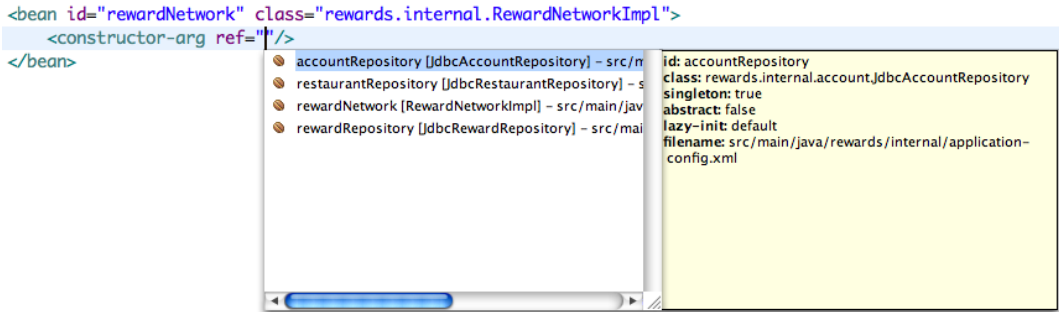 <bean id="rewardNetwork" class="rewards.internal.RewardNetworkImpl">
<constructor-arg ref=""/>
</bean>
accountRepository [JdbcAccountRepository] – src/m
restaurantRepository [JdbcRestaurantRepository] – s
rewardNetwork [RewardNetworkImpl] – src/main/jav
rewardRepository [JdbcRewardRepository] – src/mai
id: accountRepository
class: rewards.internal.account.JdbcAccountRepository
singleton: true
abstract: false
lazy-init: default
filename: src/main/java/rewards/internal/application-
config.xml